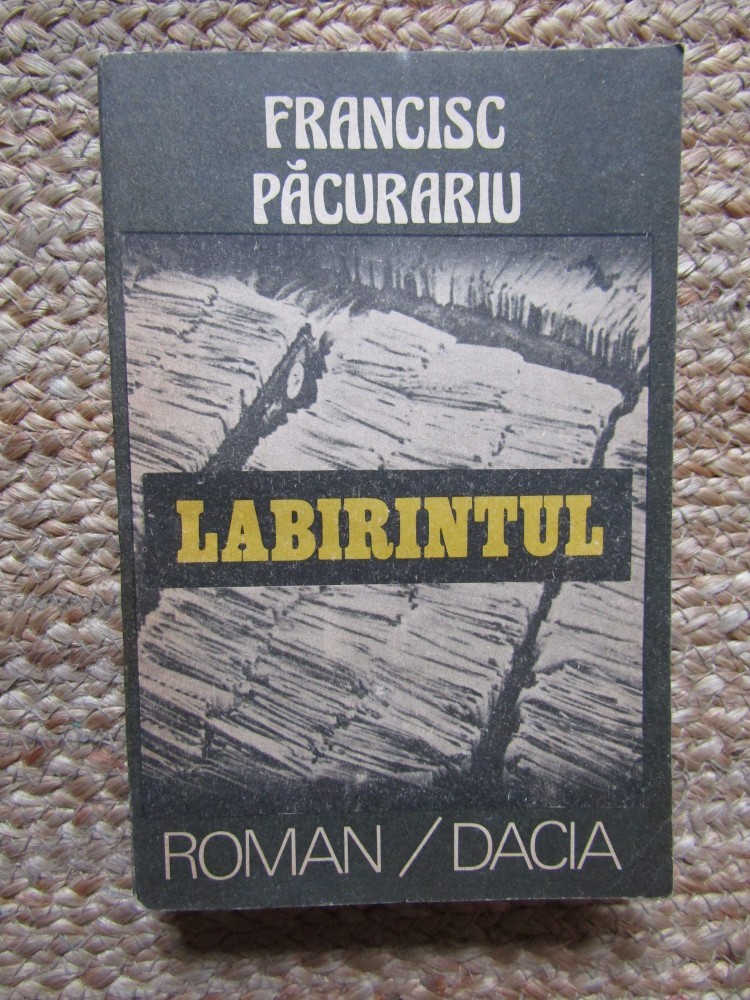 FRANCISC
PĂCURARIU
LABIRINTUL
ROMAN / DACIA